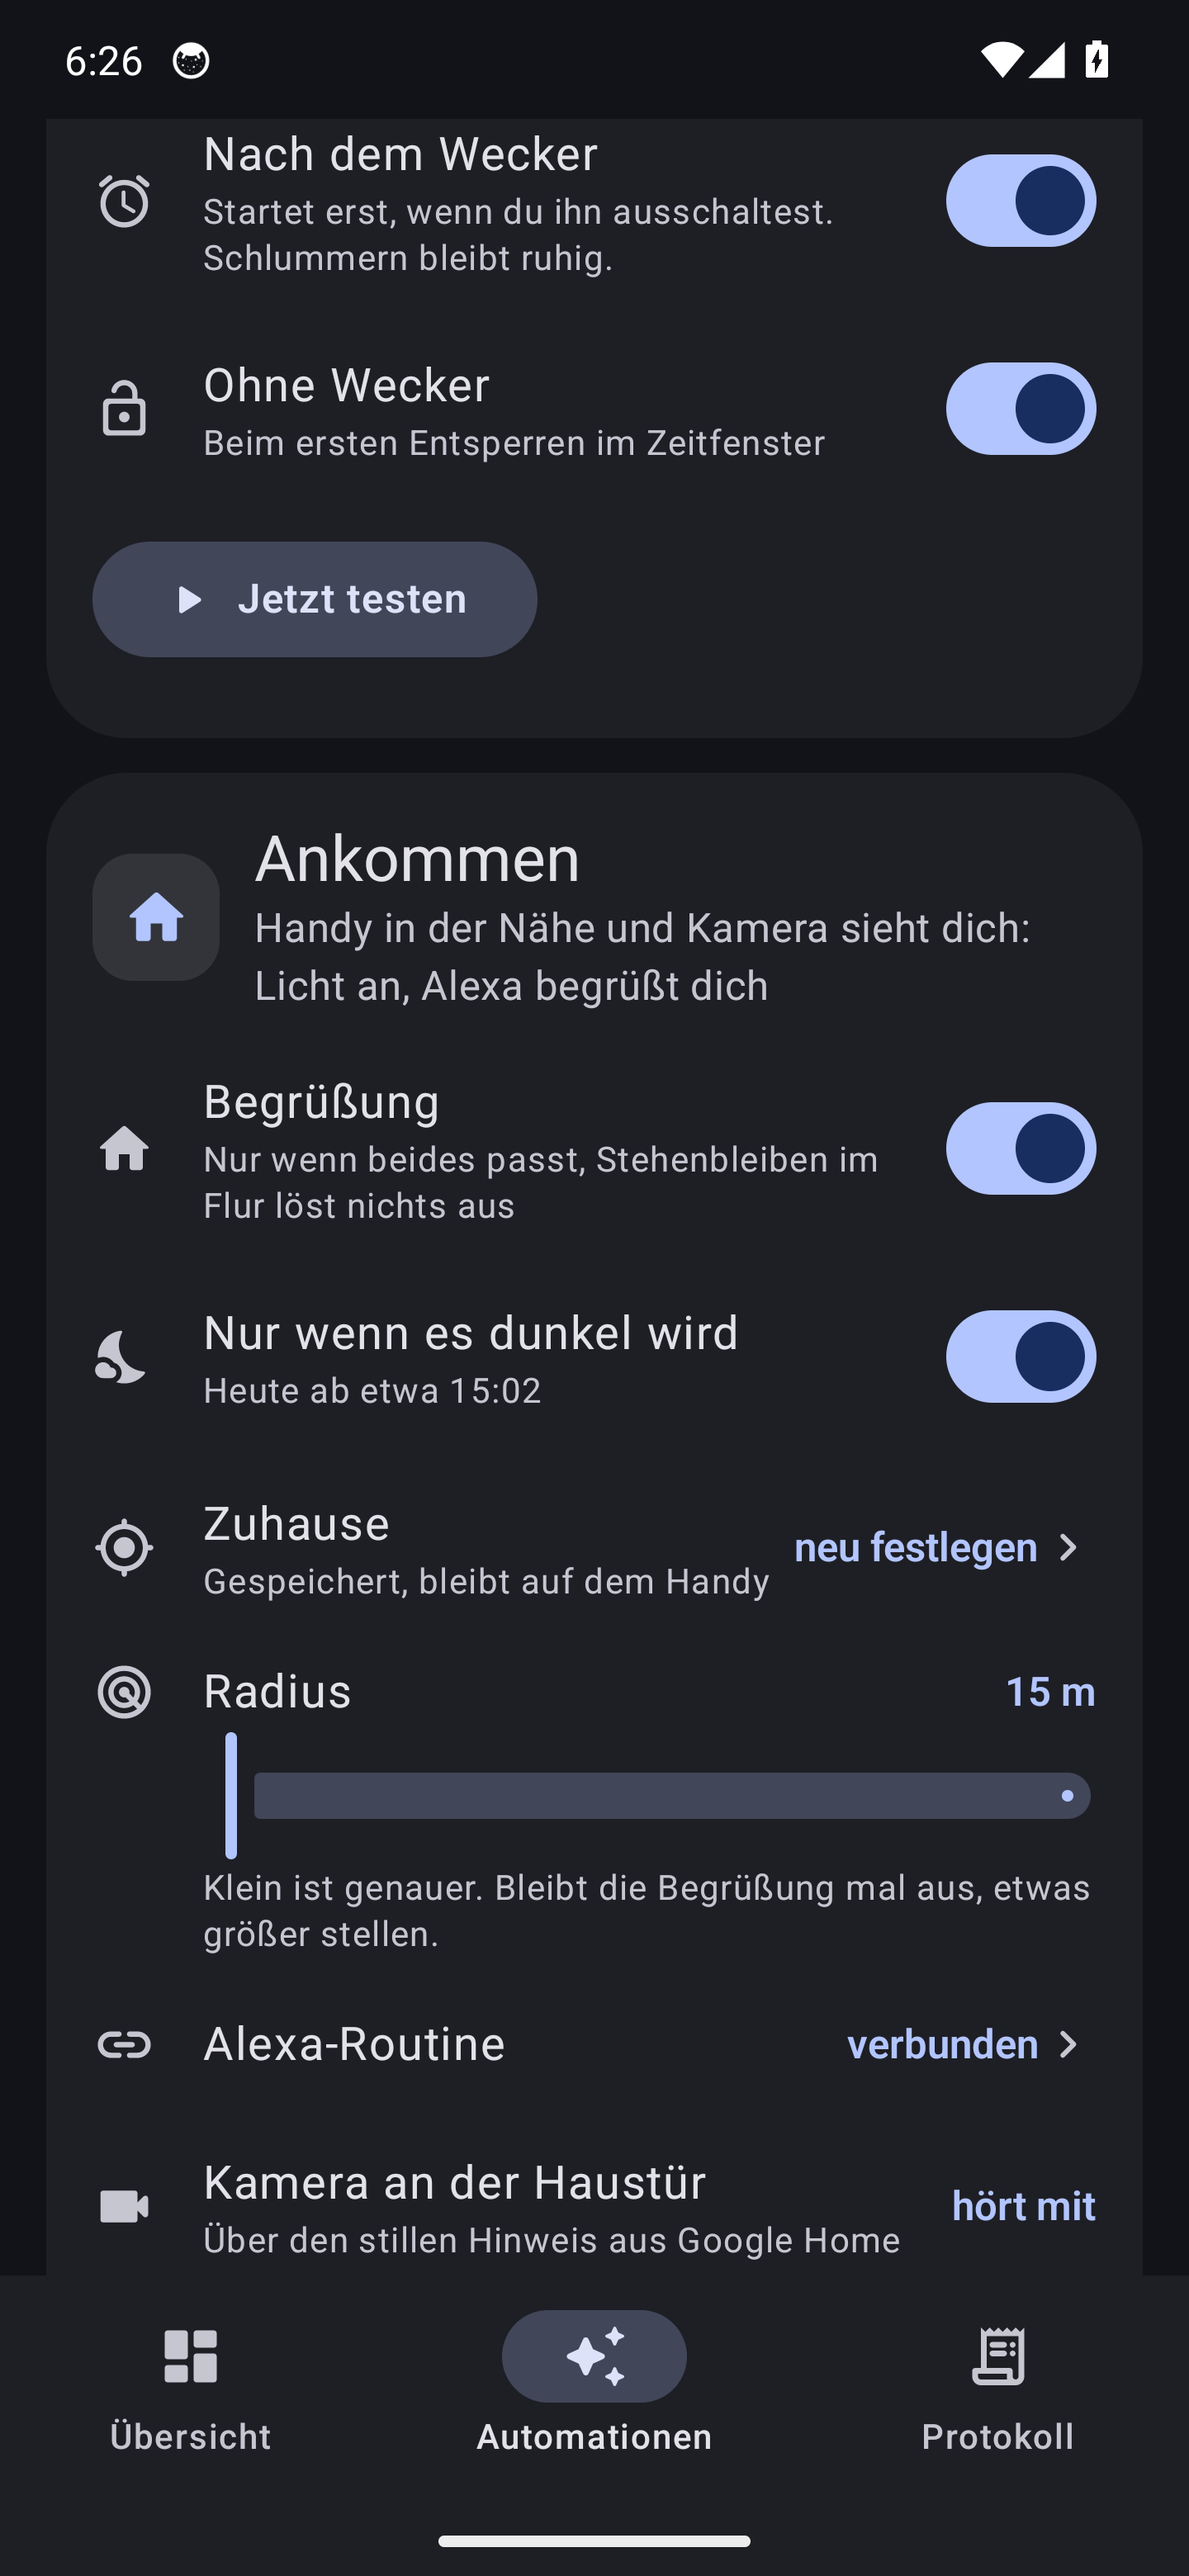 6:26
Nach dem Wecker
Startet erst, wenn du ihn ausschaltest.
Schlummern bleibt ruhig.
Ohne Wecker
Beim ersten Entsperren im Zeitfenster
Jetzt testen
Ankommen
Handy in der Nähe und Kamera sieht dich:
Licht an, Alexa begrüßt dich
Begrüßung
Nur wenn beides passt, Stehenbleiben im
Flur löst nichts aus
Nur wenn es dunkel wird
Heute ab etwa 15:02
Zuhause
Gespeichert, bleibt auf dem Handy
neu festlegen
Radius
15 m
Klein ist genauer. Bleibt die Begrüßung mal aus, etwas
größer stellen.
Alexa-Routine
verbunden
Kamera an der Haustür
Über den stillen Hinweis aus Google Home
hört mit
Übersicht
Automationen
Protokoll